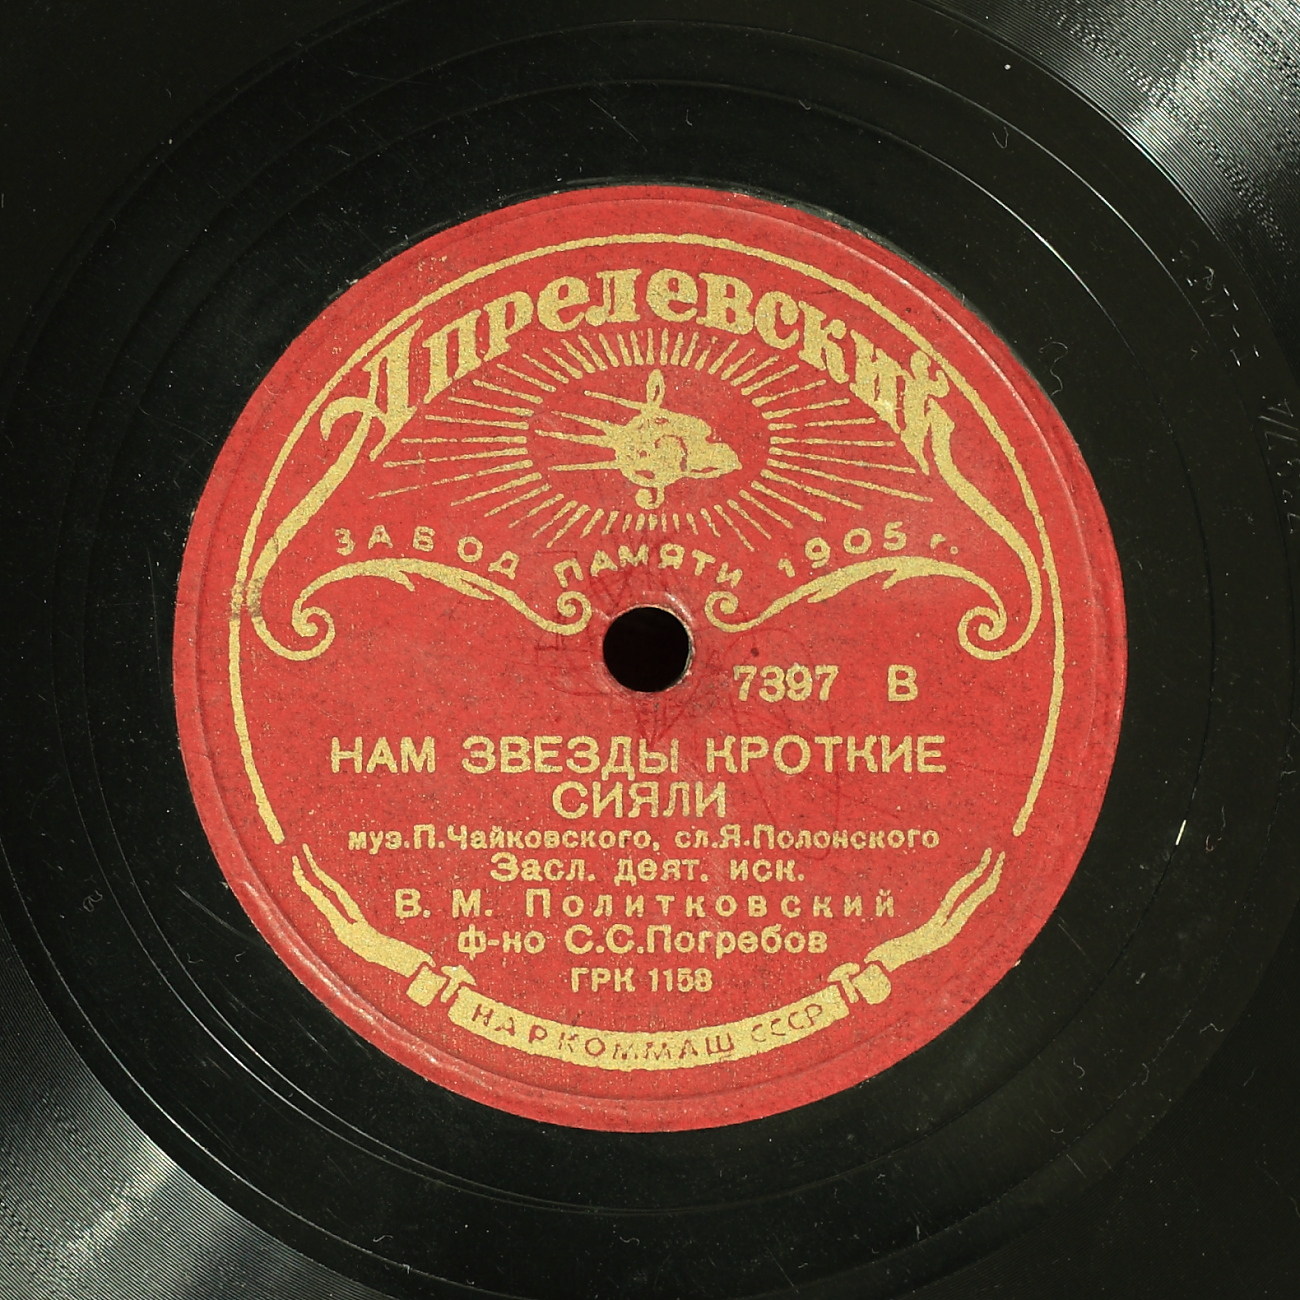 Апрелевский
ЗАВОД ПАМЯТИ 1905 г.
7397 В
НАМ ЗВЕЗДЫ КРОТКИЕ
СИЯЛИ
муз.П.Чайковского, сл.Я.Полонского
Засл. деят. иск.
В. М. Политковский
ф-но С.С.Погребов
ГРК 1158
НАРКОММАШ СССР